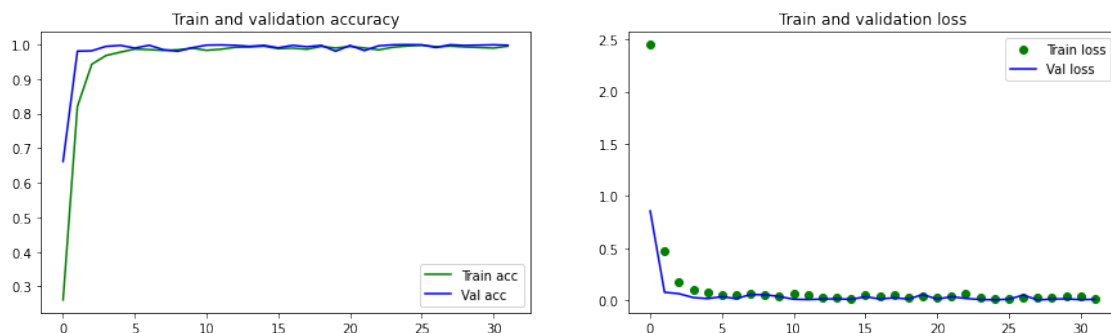 Train and validation accuracy
1.0
0.9
0.8
0.7
0.6
0.5
0.4
0.3
0 5 10 15 20 25 30
Train acc
Val acc
Train and validation loss
2.5
2.0
1.5
1.0
0.5
0.0
0 5 10 15 20 25 30
Train loss
Val loss